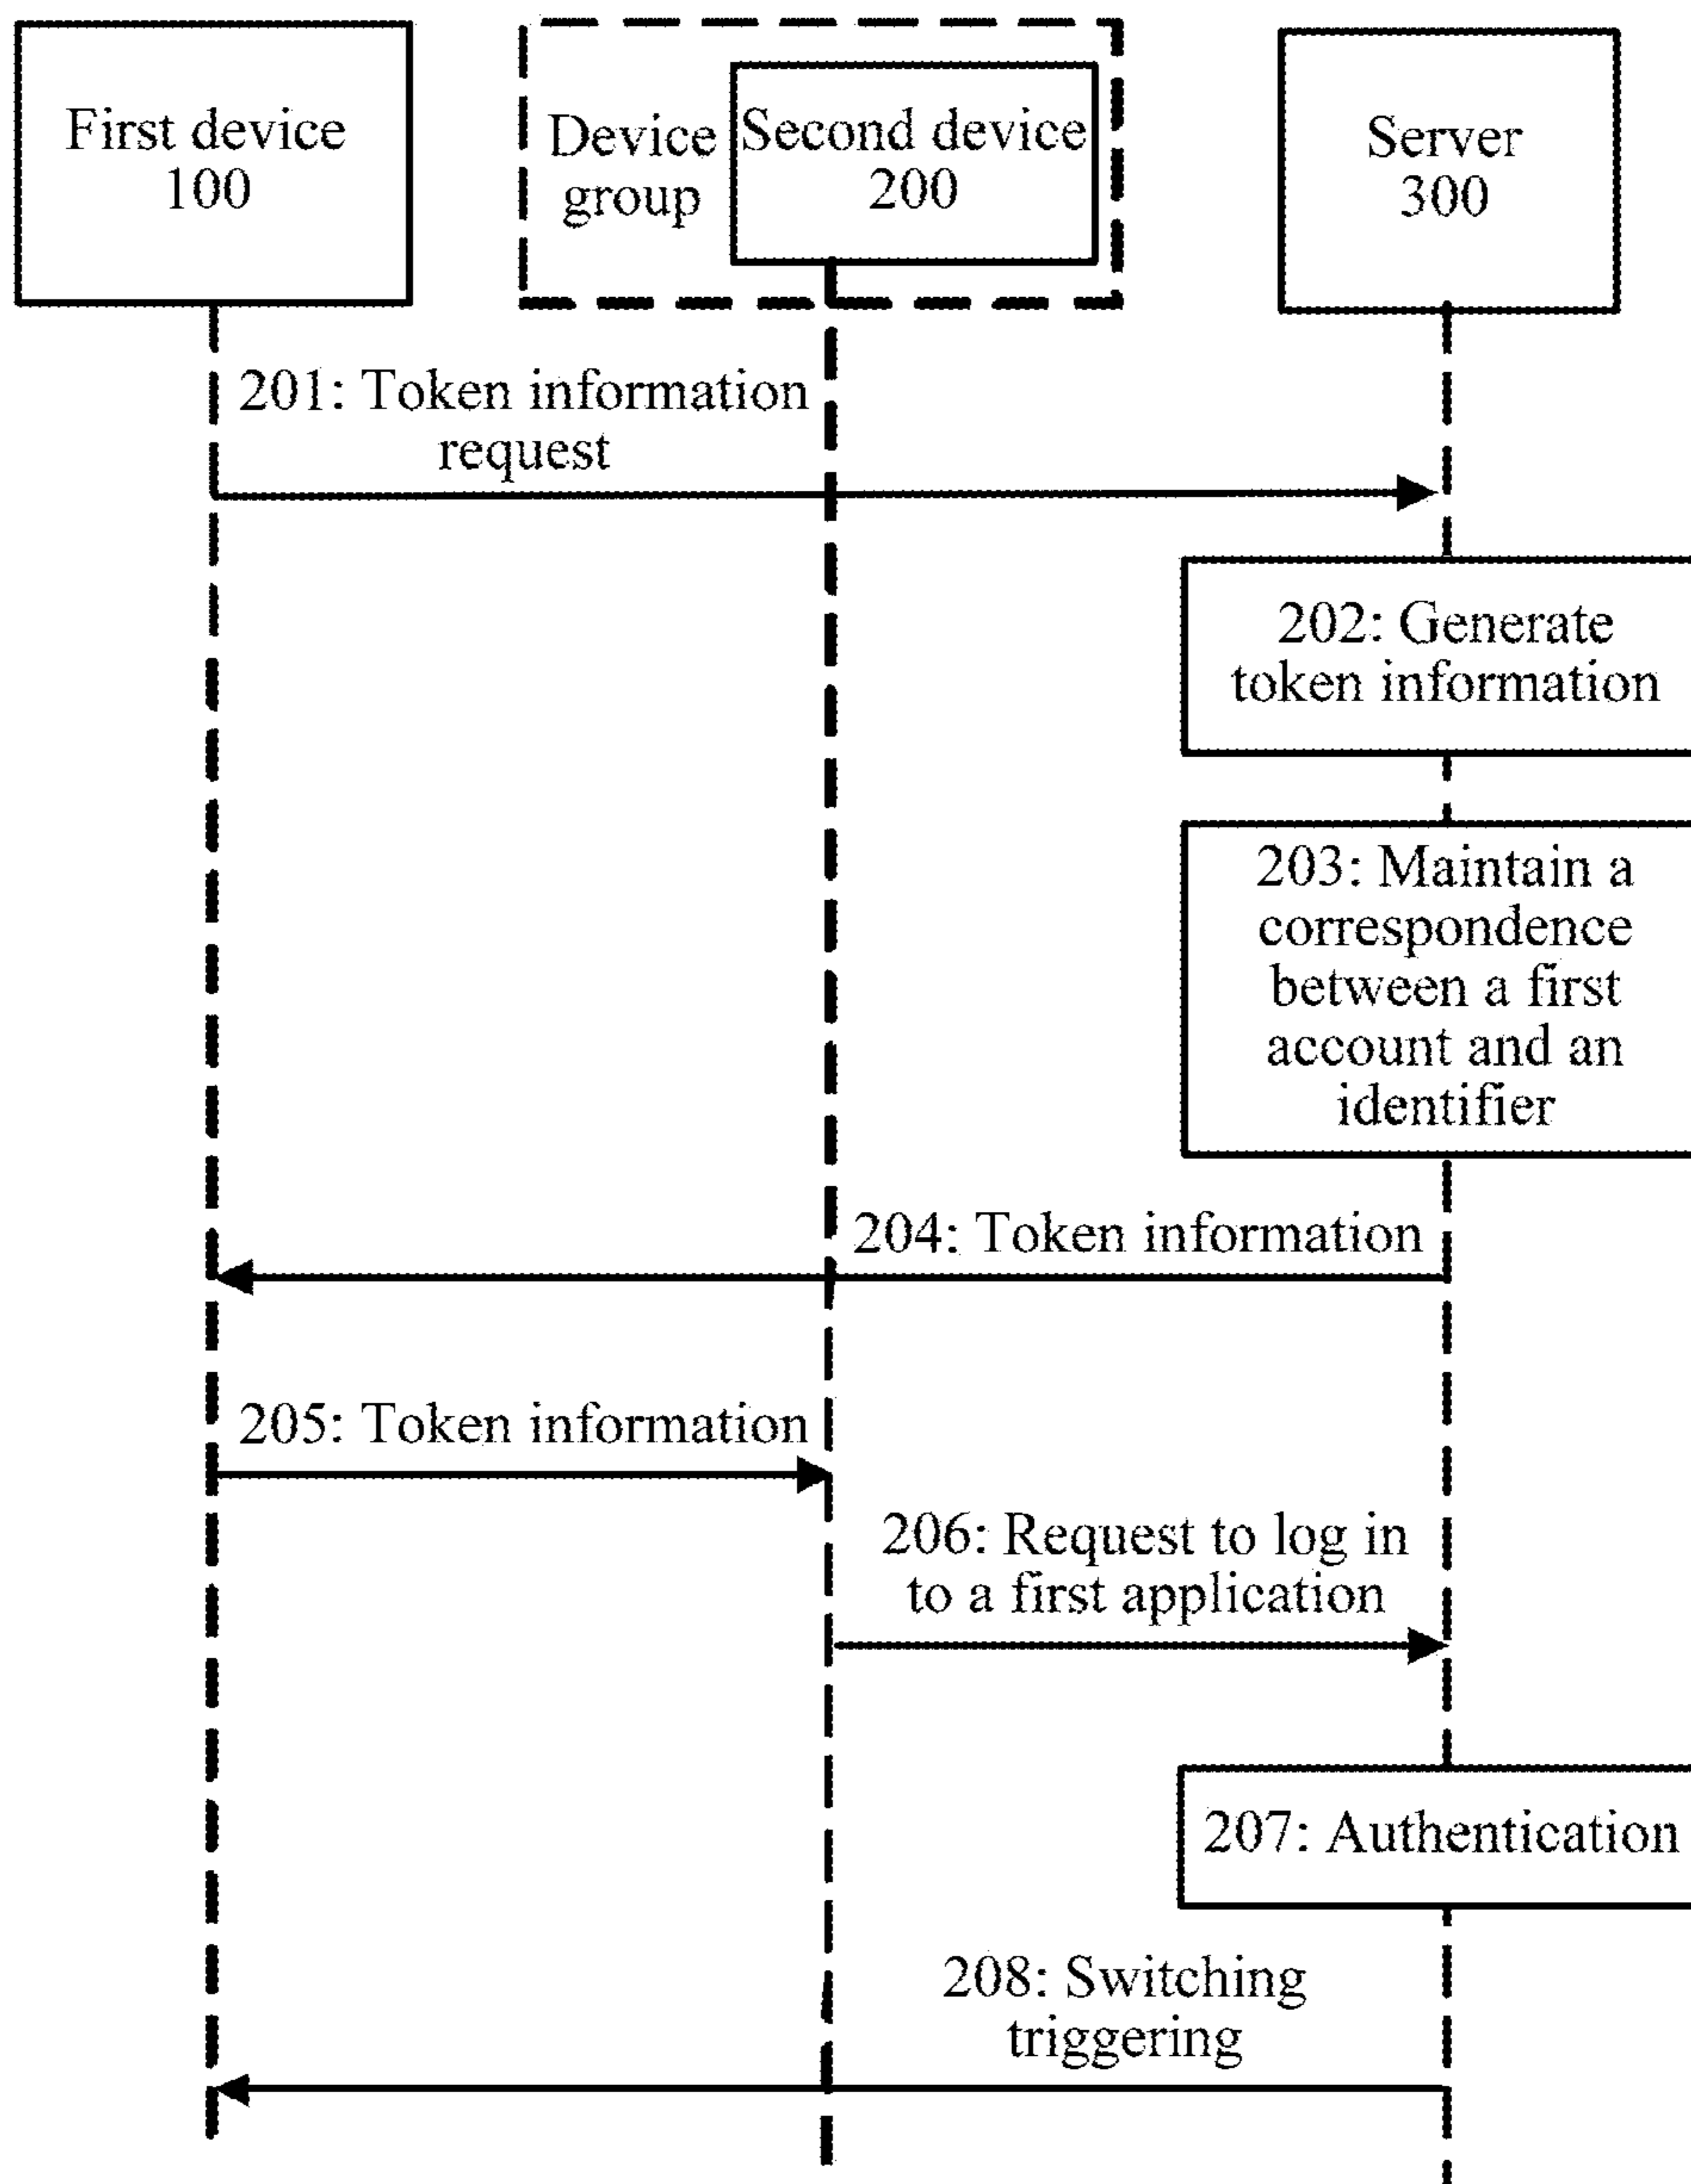 First device
100
Device
group
Second device
200
Server
300
201: Token information
request
202: Generate
token information
203: Maintain a
correspondence
between a first
account and an
identifier
204: Token information
205: Token information
206: Request to log in
to a first application
207: Authentication
208: Switching
triggering